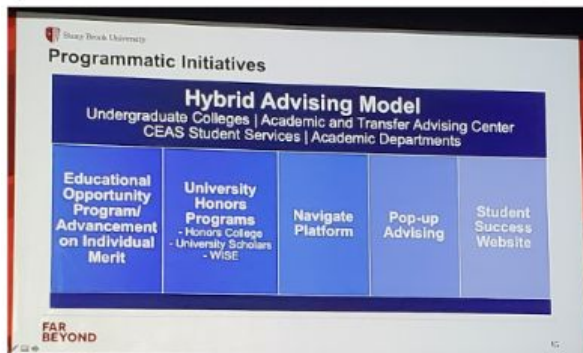 Stony Brook University
Programmatic Initiatives
Hybrid Advising Model
Undergraduate Colleges | Academic and Transfer Advising Center
CEAS Student Services | Academic Departments
Educational
Opportunity
Program/
Advancement
on Individual
Merit
University
Honors
Programs
- Honors College
- University Scholars
- WISE
Navigate
Platform
Pop-up
Advising
Student
Success
Website
FAR
BEYOND